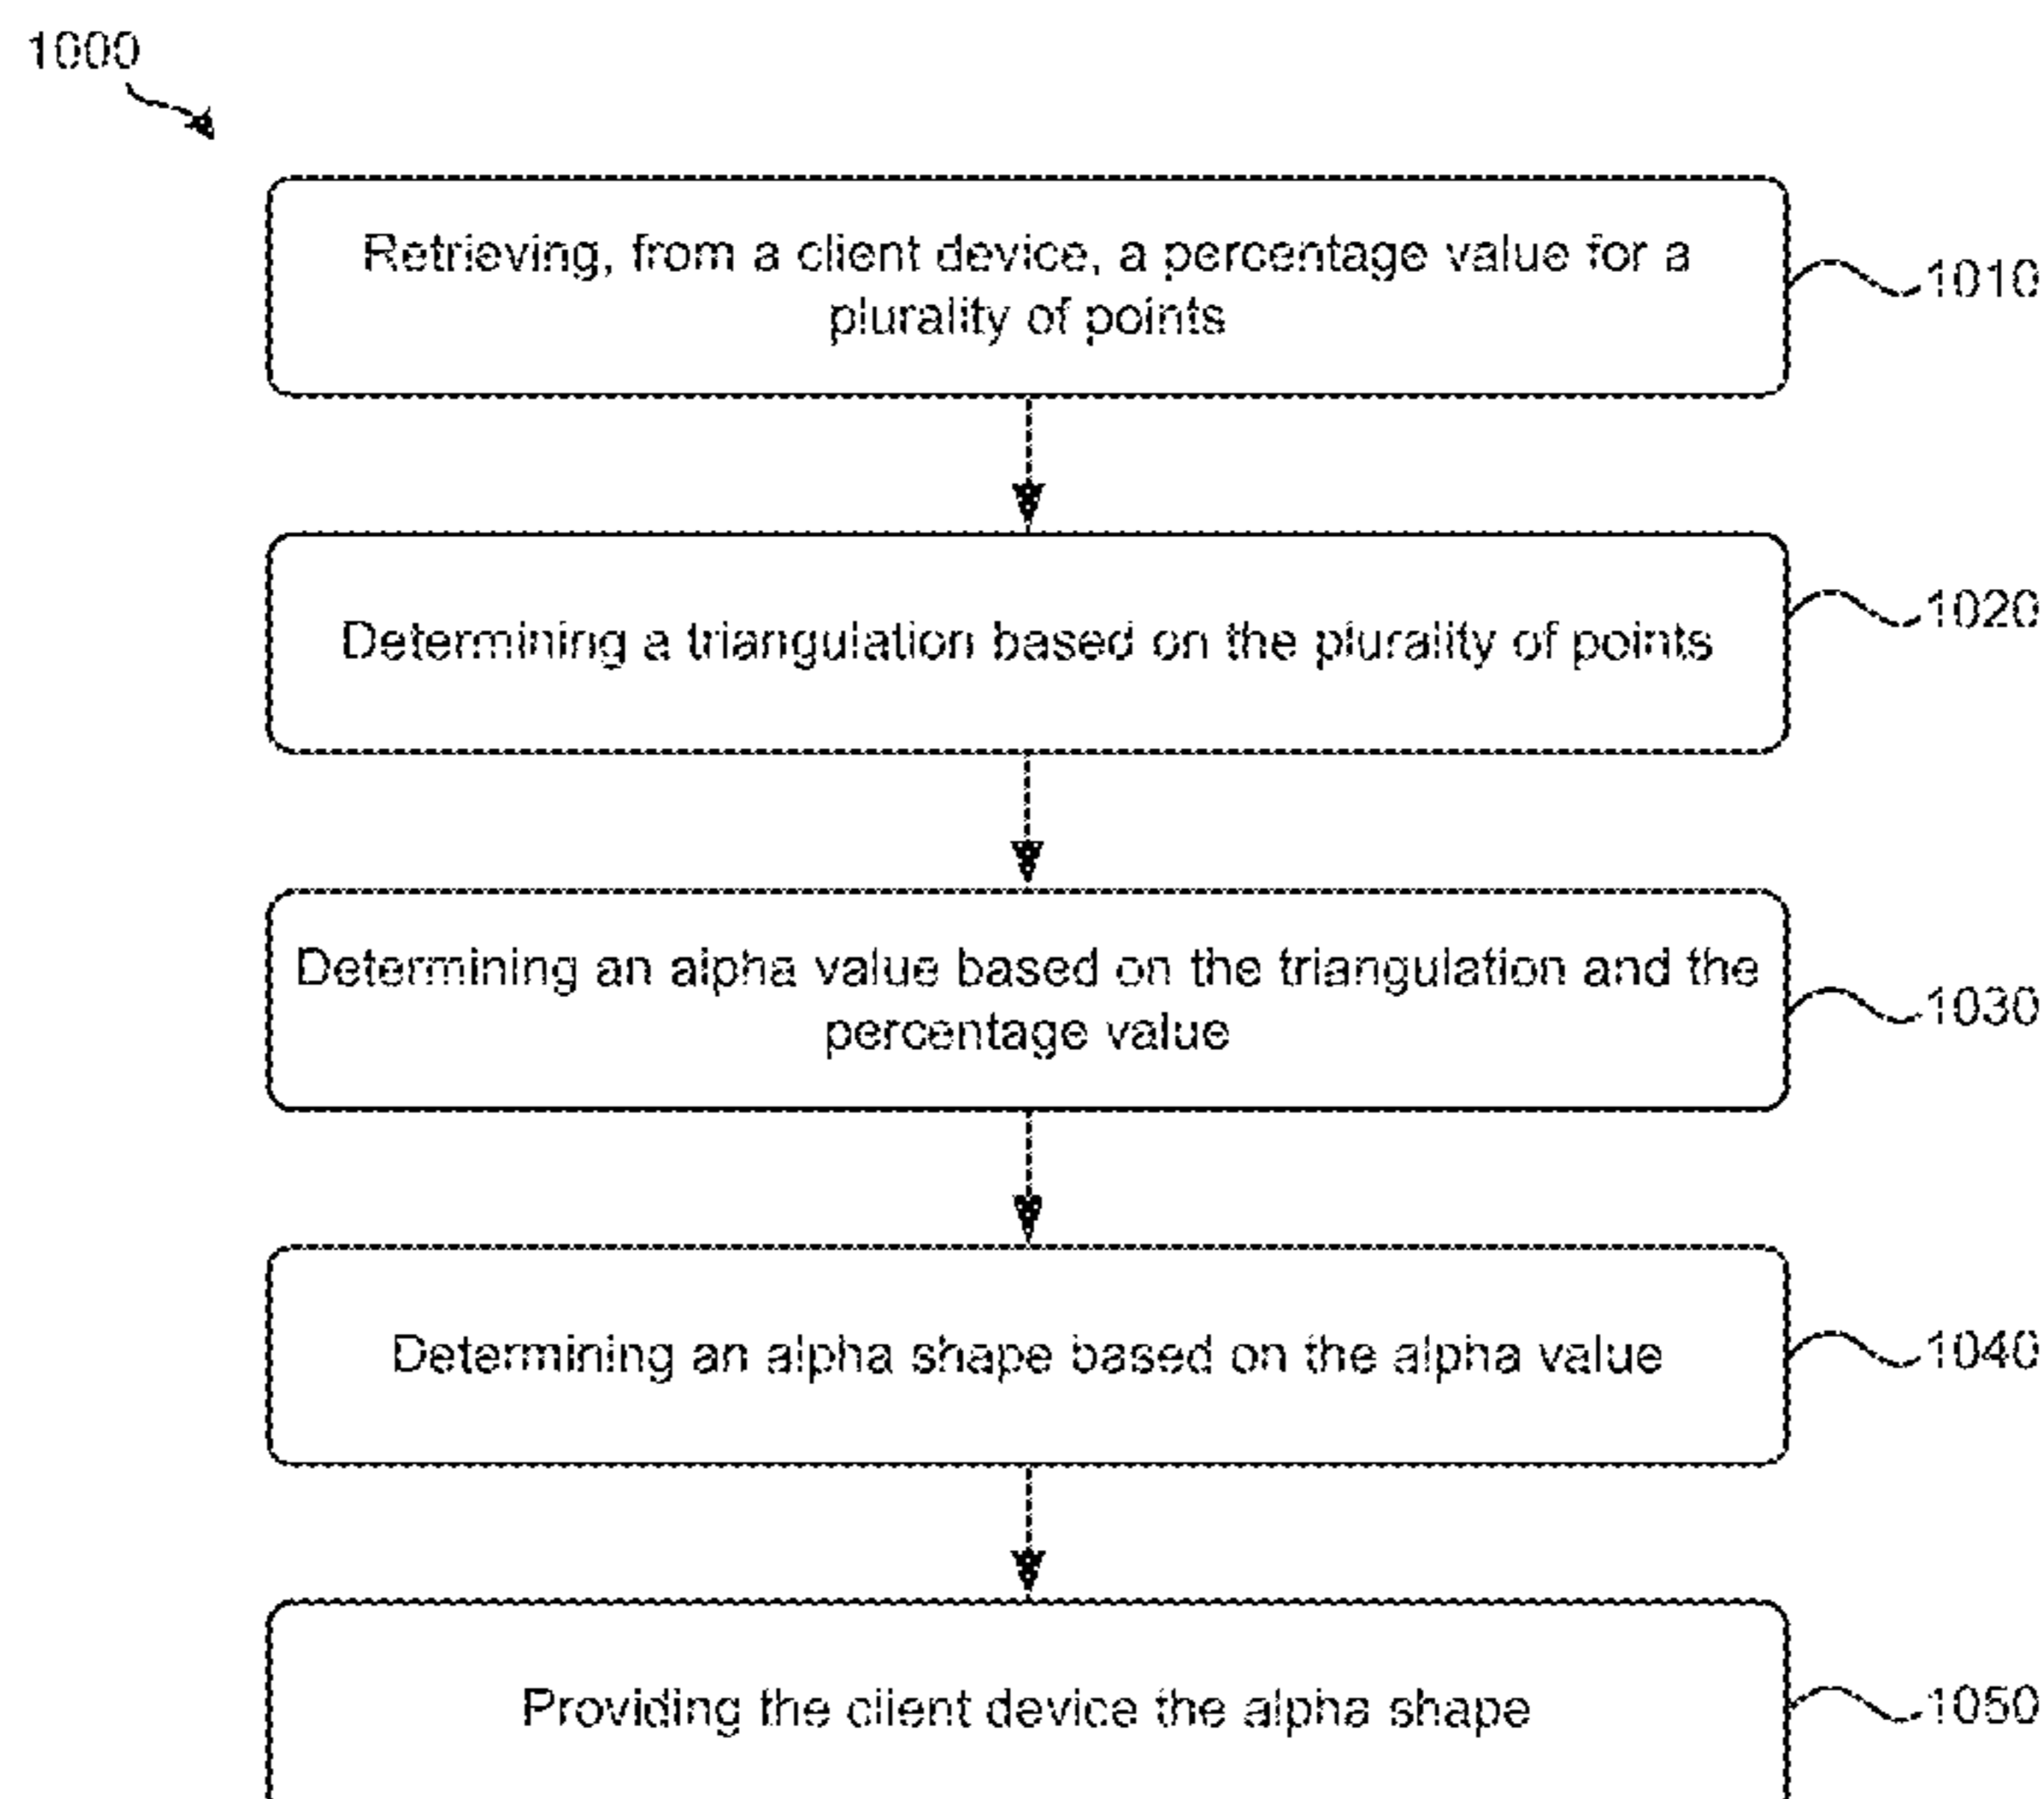 1000
Retrieving, from a client device, a percentage value for a
plurality of points
1010
Determining a triangulation based on the plurality of points
1020
Determining an alpha value based on the triangulation and the
percentage value
1030
Determining an alpha shape based on the alpha value
1040
Providing the client device the alpha shape
1050